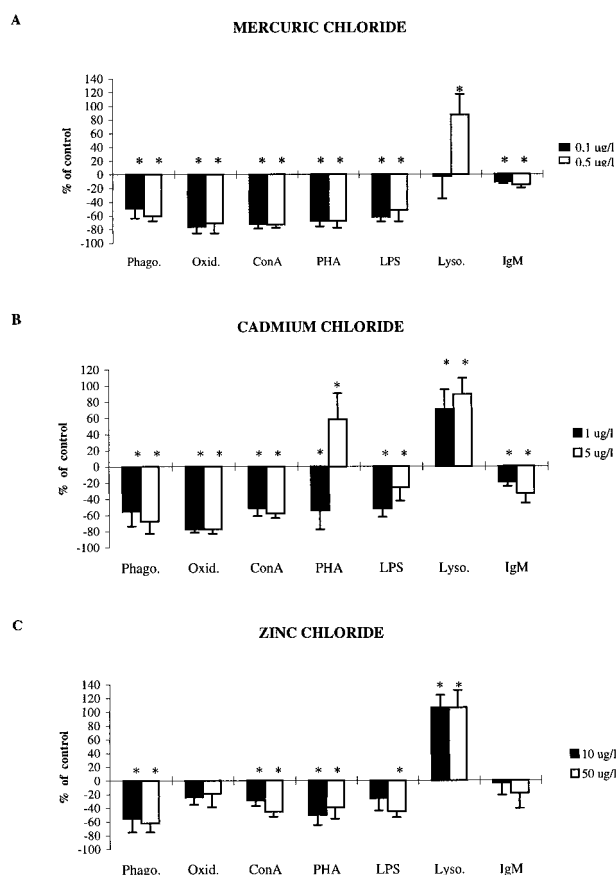 A
MERCURIC CHLORIDE
% of control
140
120
100
80
60
40
20
0
-20
-40
-60
-80
-100
* * * * * * * * * * * * *
0.1 ug/l
0.5 ug/l
Phago. Oxid. ConA PHA LPS Lyso. IgM
B
CADMIUM CHLORIDE
% of control
120
100
80
60
40
20
0
-20
-40
-60
-80
-100
* * * * * * * * * * * * * *
1 ug/l
5 ug/l
Phago. Oxid. ConA PHA LPS Lyso. IgM
C
ZINC CHLORIDE
% of control
140
120
100
80
60
40
20
0
-20
-40
-60
-80
-100
* * * * * * * * *
10 ug/l
50 ug/l
Phago. Oxid. ConA PHA LPS Lyso. IgM